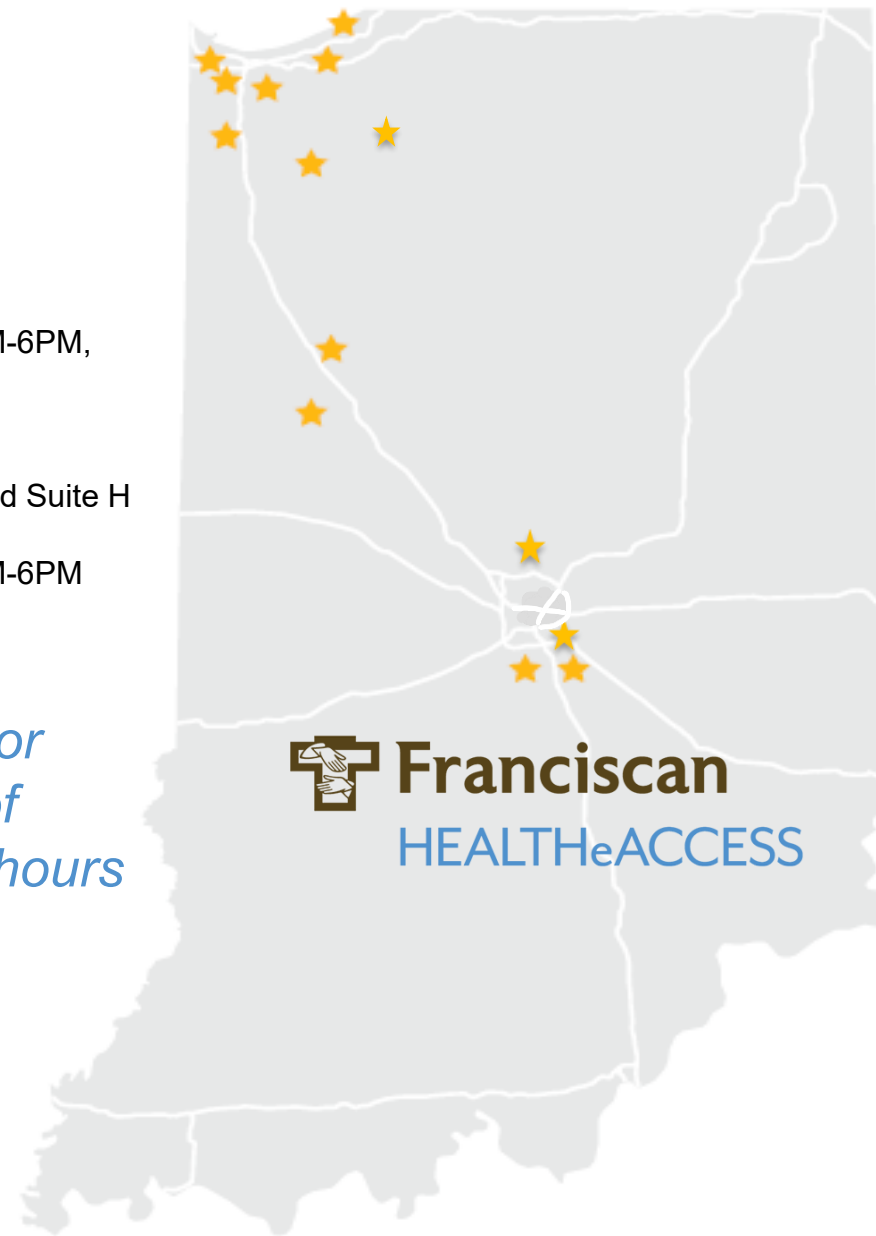 M-6PM,
d Suite H
M-6PM
or
of
hours
Franciscan
HEALTHeACCESS